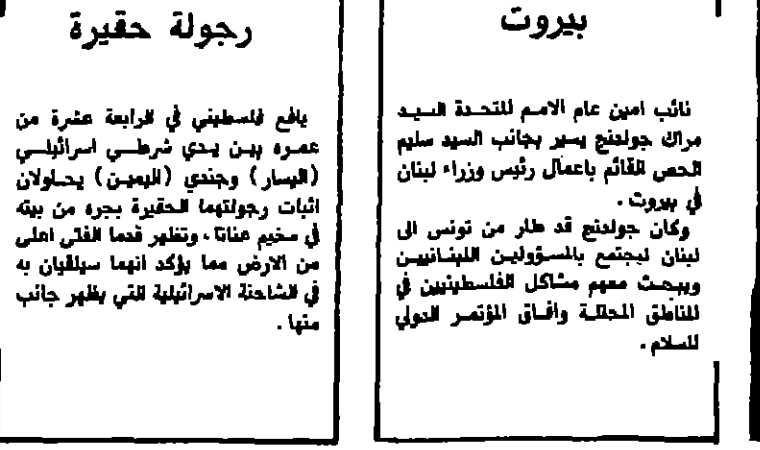 بيروت
نائب امين عام الامم المتحدة السيد
مراك جولدنج يسير بجانب السيد سليم
الحص القائم باعمال رئيس وزراء لبنان
في بيروت .
وكان جولدنج قد طار من تونس الى
لبنان ليجتمع بالمسؤولين اللبنانيين
ويبحث معهم مشاكل الفلسطينيين في
المناطق المحتلة وافاق المؤتمر الدولي
للسلام .
رجولة حقيرة
يافع فلسطيني في الرابعة عشرة من
عمره بين يدي شرطي اسرائيلي
(اليسار) وجندي (اليمين) يحاولان
اثبات رجولتهما الحقيرة بجره من بيته
في مخيم عناتا ، وتظهر قدما الفتى اعلى
من الارض مما يؤكد انهما سيلقيان به
في الشاحنة الاسرائيلية التي يظهر جانب
منها .